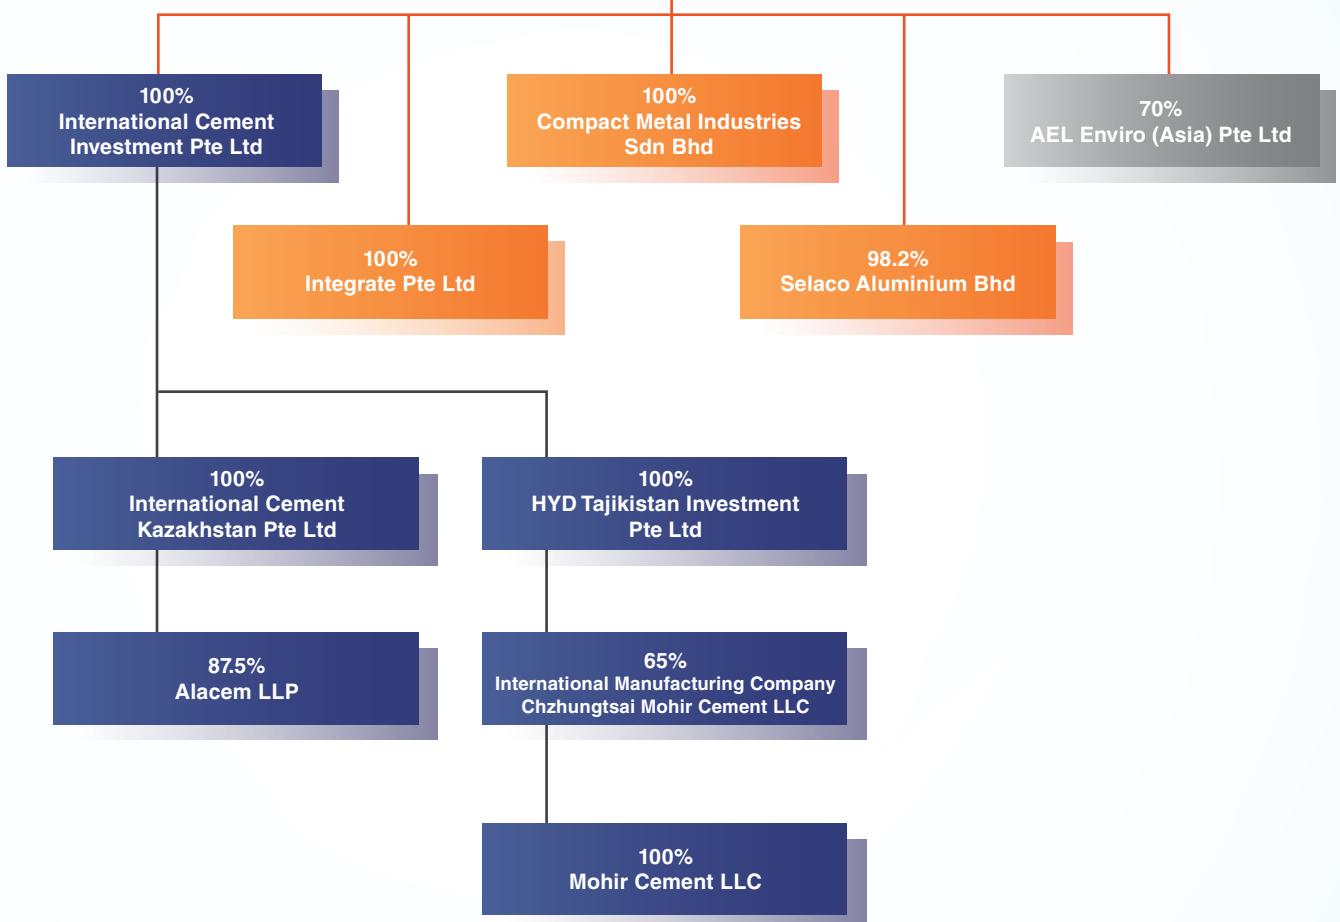 100%
International Cement
Investment Pte Ltd
100%
Compact Metal Industries
Sdn Bhd
70%
AEL Enviro (Asia) Pte Ltd
100%
Integrate Pte Ltd
98.2%
Selaco Aluminium Bhd
100%
International Cement
Kazakhstan Pte Ltd
100%
HYD Tajikistan Investment
Pte Ltd
87.5%
Alacem LLP
65%
International Manufacturing Company
Chzhungtsai Mohir Cement LLC
100%
Mohir Cement LLC